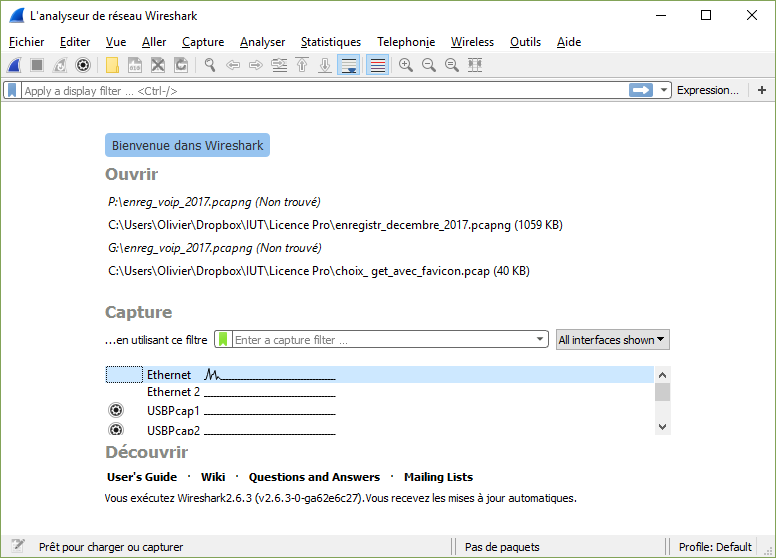 L'analyseur de réseau Wireshark
Fichier Editer Vue Aller Capture Analyser Statistiques Telephonie Wireless Outils Aide
Apply a display filter ... <Ctrl-/> Expression... +
Bienvenue dans Wireshark
Ouvrir
P:\enreg_voip_2017.pcapng (Non trouvé)
C:\Users\Olivier\Dropbox\IUT\Licence Pro\enregistr_decembre_2017.pcapng (1059 KB)
G:\enreg_voip_2017.pcapng (Non trouvé)
C:\Users\Olivier\Dropbox\IUT\Licence Pro\choix_ get_avec_favicon.pcap (40 KB)
Capture
...en utilisant ce filtre Enter a capture filter ... All interfaces shown
Ethernet
Ethernet 2
USBPcap1
USBPcap2
Découvrir
User's Guide · Wiki · Questions and Answers · Mailing Lists
Vous exécutez Wireshark2.6.3 (v2.6.3-0-ga62e6c27).Vous recevez les mises à jour automatiques.
Prêt pour charger ou capturer Pas de paquets Profile: Default